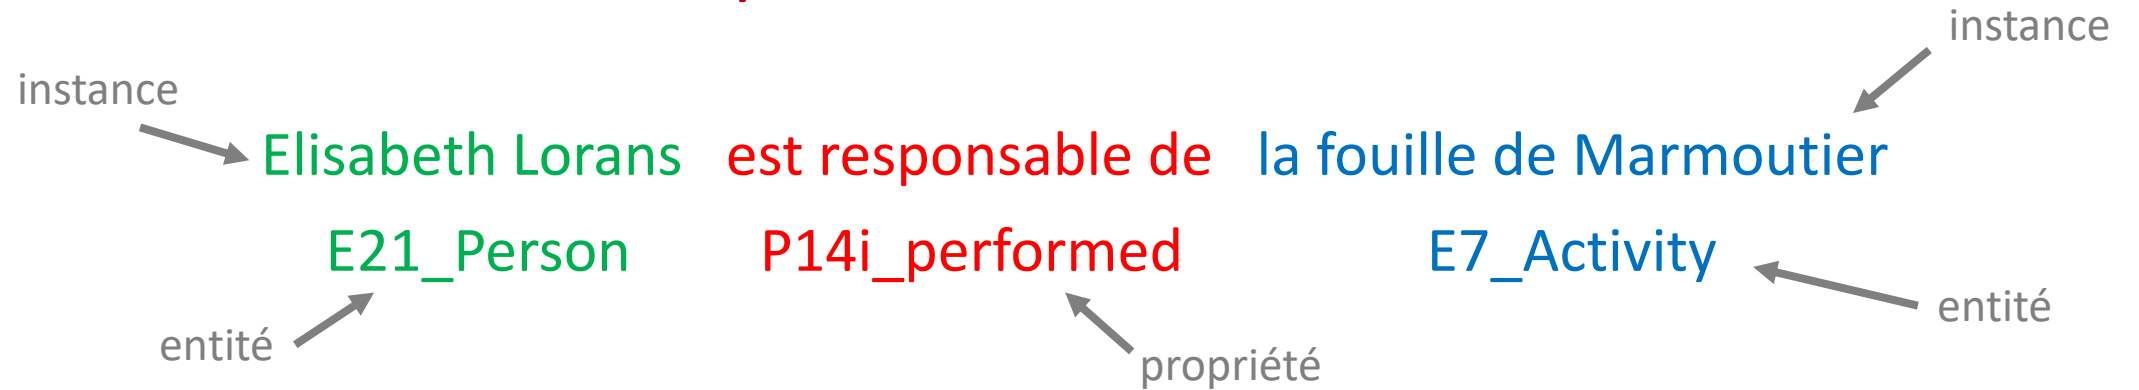 instance
instance
Elisabeth Lorans est responsable de la fouille de Marmoutier
E21_Person P14i_performed E7_Activity
entité
entité
propriété